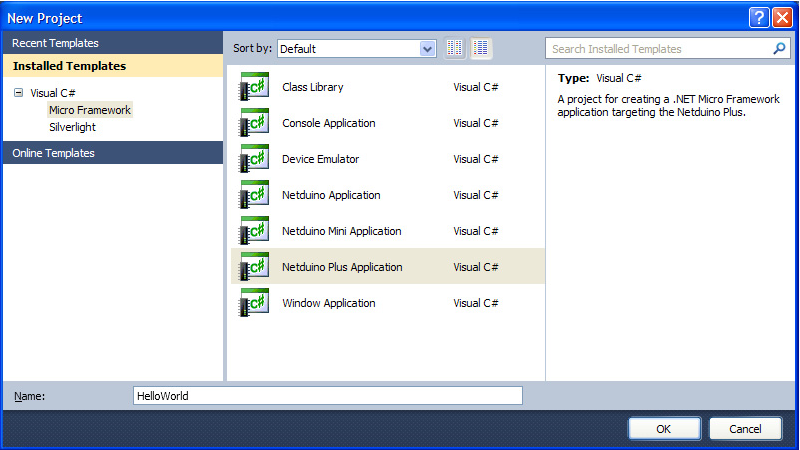 New Project
Recent Templates
Installed Templates
Visual C#
Micro Framework
Silverlight
Online Templates
Sort by: Default
Search Installed Templates
C# Class Library Visual C#
C# Console Application Visual C#
C# Device Emulator Visual C#
C# Netduino Application Visual C#
C# Netduino Mini Application Visual C#
C# Netduino Plus Application Visual C#
C# Window Application Visual C#
Type: Visual C#
A project for creating a .NET Micro Framework
application targeting the Netduino Plus.
Name: HelloWorld
OK Cancel